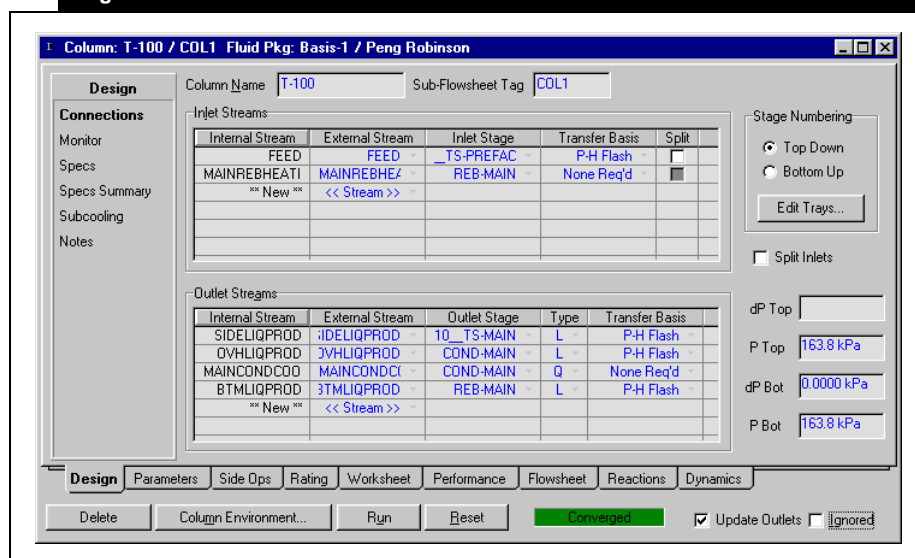 Column: T-100 / COL1 Fluid Pkg: Basis-1 / Peng Robinson
Design
Connections
Monitor
Specs
Specs Summary
Subcooling
Notes
Column Name T-100 Sub-Flowsheet Tag COL1
Inlet Streams
Internal Stream External Stream Inlet Stage Transfer Basis Split
FEED FEED __TS-PREFAC P-H Flash
MAINREBHEATI MAINREBHEA REB-MAIN None Req'd
** New ** << Stream >>
Outlet Streams
Internal Stream External Stream Outlet Stage Type Transfer Basis
SIDELIQPROD SIDELIQPROD 10__TS-MAIN L P-H Flash
OVHLIQPROD OVHLIQPROD COND-MAIN L P-H Flash
MAINCONDCOO MAINCONDC( COND-MAIN Q None Req'd
BTMLIQPROD BTMLIQPROD REB-MAIN L P-H Flash
** New ** << Stream >>
Stage Numbering
Top Down
Bottom Up
Edit Trays...
Split Inlets
dP Top
P Top 163.8 kPa
dP Bot 0.0000 kPa
P Bot 163.8 kPa
Design Parameters Side Ops Rating Worksheet Performance Flowsheet Reactions Dynamics
Delete Column Environment... Run Reset Converged Update Outlets Ignored